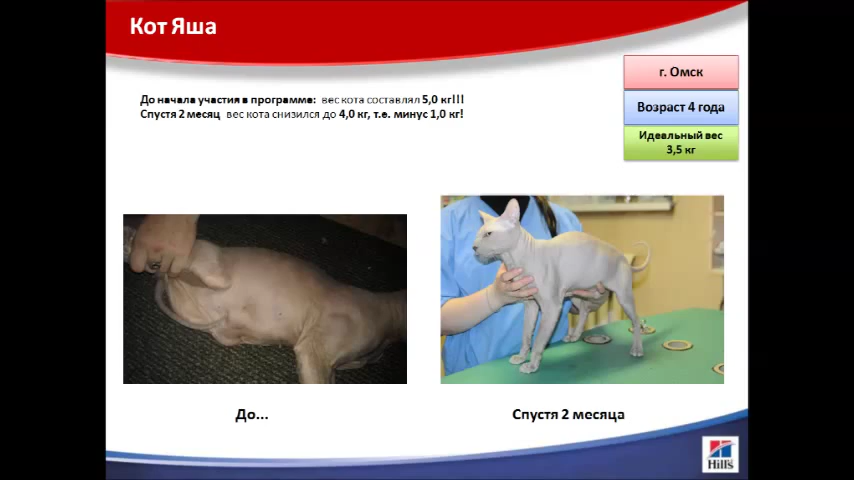 Кот Яша
г. Омск
Возраст 4 года
Идеальный вес
3,5 кг
До начала участия в программе: вес кота составлял 5,0 кг!!!
Спустя 2 месяц вес кота снизился до 4,0 кг, т.е. минус 1,0 кг!
До...
Спустя 2 месяца
Hill's